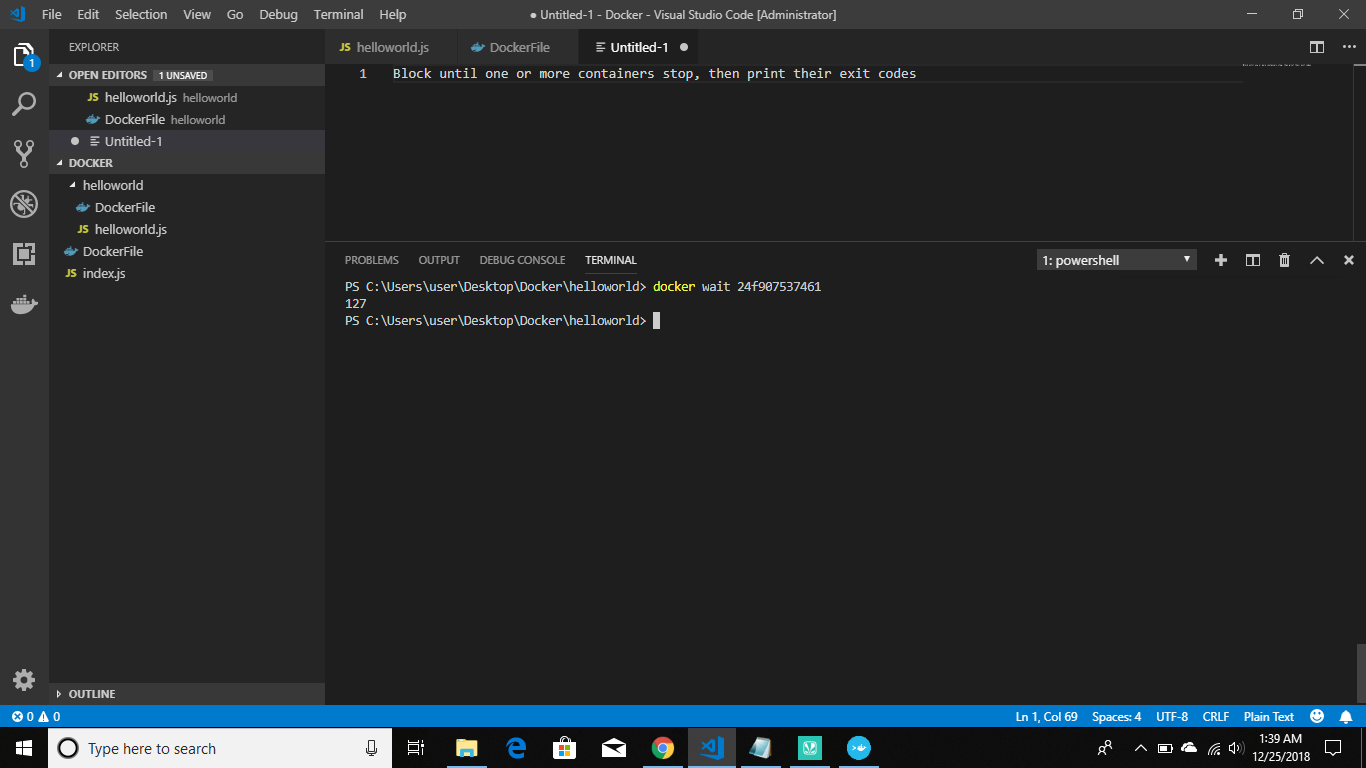 File Edit Selection View Go Debug Terminal Help
● Untitled-1 - Docker - Visual Studio Code [Administrator]
1
EXPLORER
OPEN EDITORS 1 UNSAVED
JS helloworld.js helloworld
DockerFile helloworld
Untitled-1
DOCKER
helloworld
DockerFile
JS helloworld.js
DockerFile
JS index.js
OUTLINE
JS helloworld.js DockerFile Untitled-1
1 Block until one or more containers stop, then print their exit codes
PROBLEMS OUTPUT DEBUG CONSOLE TERMINAL 1: powershell
PS C:\Users\user\Desktop\Docker\helloworld> docker wait 24f907537461
127
PS C:\Users\user\Desktop\Docker\helloworld>
0 0 Ln 1, Col 69 Spaces: 4 UTF-8 CRLF Plain Text
Type here to search
1:39 AM
12/25/2018